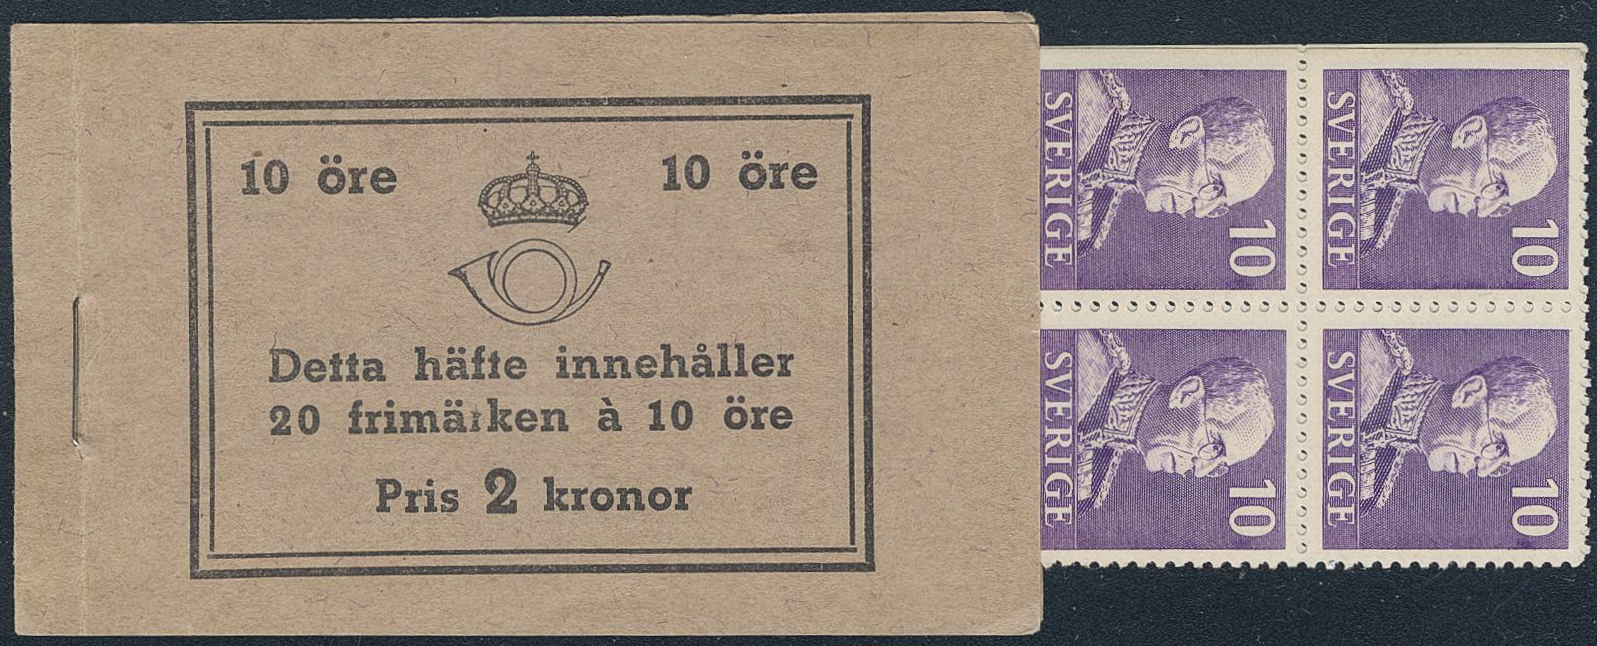 10 öre 10 öre
Detta häfte innehåller
20 frimärken à 10 öre
Pris 2 kronor
SVERIGE 10
SVERIGE 10
SVERIGE 10
SVERIGE 10